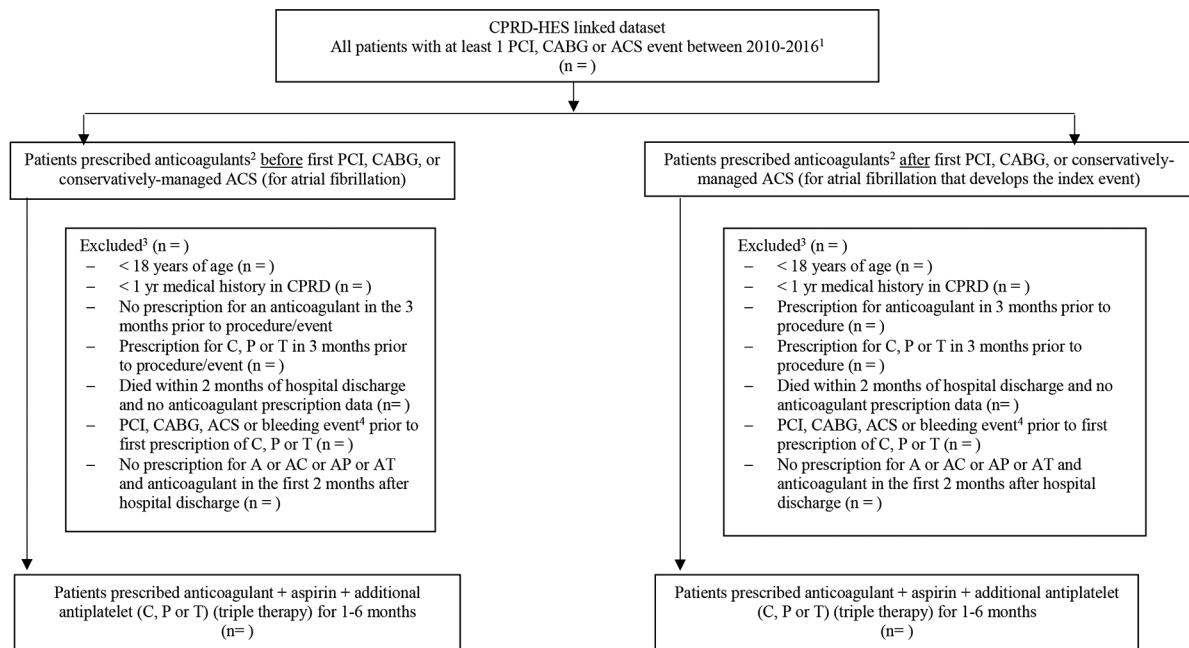 CPRD-HES linked dataset
All patients with at least 1 PCI, CABG or ACS event between 2010-2016¹
(n = )
Patients prescribed anticoagulants² before first PCI, CABG, or
conservatively-managed ACS (for atrial fibrillation)
Excluded³ (n = )
– < 18 years of age (n = )
– < 1 yr medical history in CPRD (n = )
– No prescription for an anticoagulant in the 3
months prior to procedure/event
– Prescription for C, P or T in 3 months prior
to procedure/event (n = )
– Died within 2 months of hospital discharge
and no anticoagulant prescription data (n= )
– PCI, CABG, ACS or bleeding event⁴ prior to
first prescription of C, P or T (n = )
– No prescription for A or AC or AP or AT
and anticoagulant in the first 2 months after
hospital discharge (n = )
Patients prescribed anticoagulant + aspirin + additional
antiplatelet (C, P or T) (triple therapy) for 1-6 months
(n= )
Patients prescribed anticoagulants² after first PCI, CABG, or conservatively-
managed ACS (for atrial fibrillation that develops the index event)
Excluded³ (n = )
– < 18 years of age (n = )
– < 1 yr medical history in CPRD (n = )
– Prescription for anticoagulant in 3 months prior to
procedure (n = )
– Prescription for C, P or T in 3 months prior to
procedure (n = )
– Died within 2 months of hospital discharge and no
anticoagulant prescription data (n= )
– PCI, CABG, ACS or bleeding event⁴ prior to first
prescription of C, P or T (n = )
– No prescription for A or AC or AP or AT and
anticoagulant in the first 2 months after hospital
discharge (n = )
Patients prescribed anticoagulant + aspirin + additional antiplatelet
(C, P or T) (triple therapy) for 1-6 months
(n= )